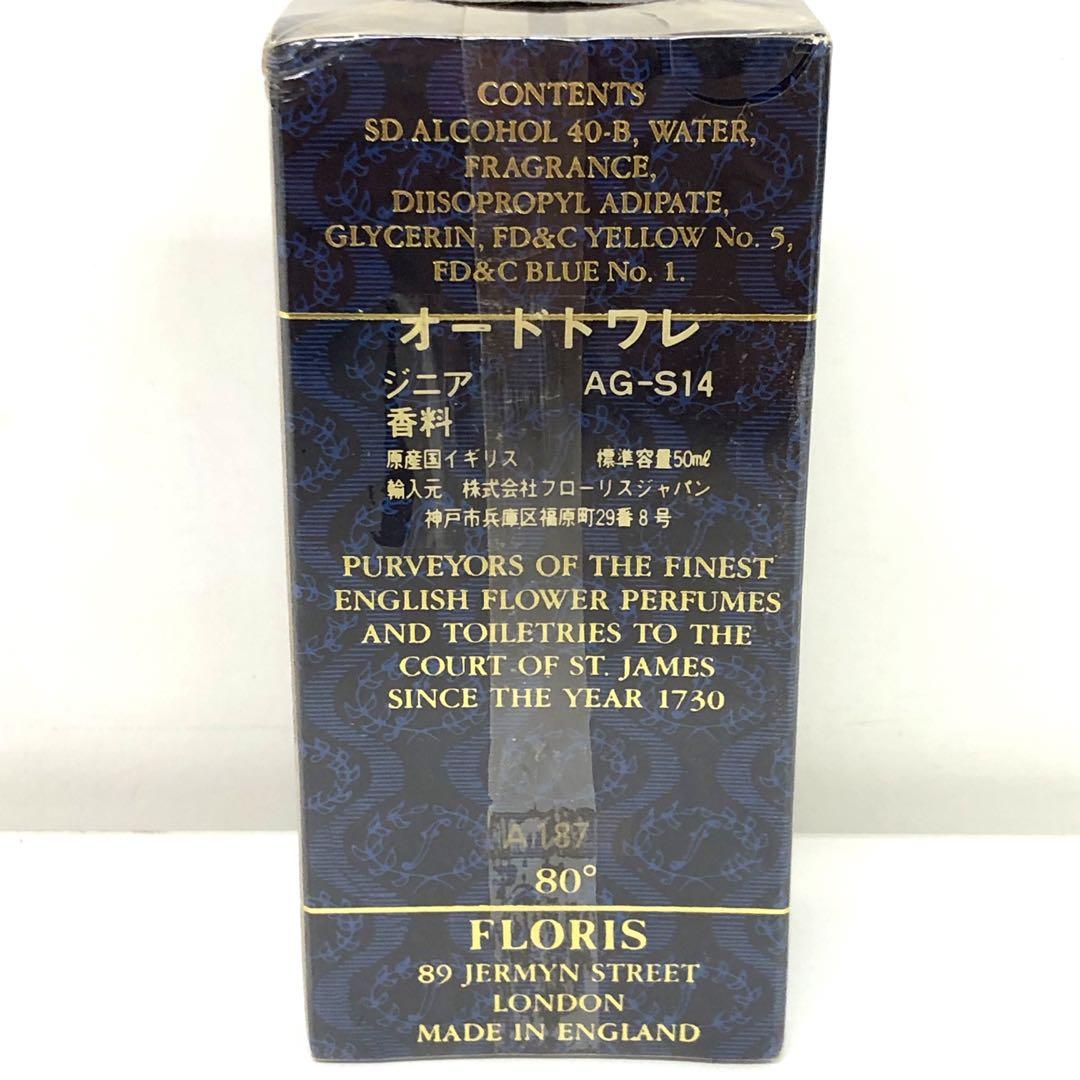 CONTENTS
SD ALCOHOL 40-B, WATER,
FRAGRANCE,
DIISOPROPYL ADIPATE,
GLYCERIN, FD&C YELLOW No. 5,
FD&C BLUE No. 1.
オードトワレ
ジニア AG-S14
香料
原産国イギリス 標準容量50ml
輸入元 株式会社フローリスジャパン
神戸市兵庫区福原町29番8号
PURVEYORS OF THE FINEST
ENGLISH FLOWER PERFUMES
AND TOILETRIES TO THE
COURT OF ST. JAMES
SINCE THE YEAR 1730
A 187
80°
FLORIS
89 JERMYN STREET
LONDON
MADE IN ENGLAND